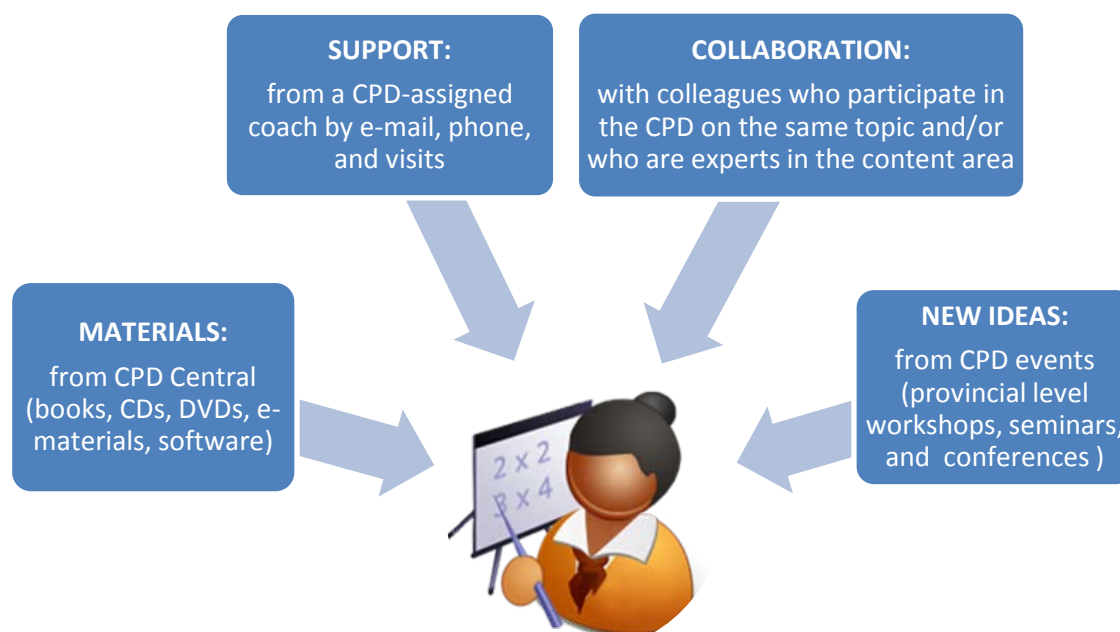 SUPPORT:
from a CPD-assigned
coach by e-mail, phone,
and visits
COLLABORATION:
with colleagues who participate in
the CPD on the same topic and/or
who are experts in the content area
MATERIALS:
from CPD Central
(books, CDs, DVDs, e-
materials, software)
NEW IDEAS:
from CPD events
(provincial level
workshops, seminars,
and  conferences )
2 x 2
3 x 4